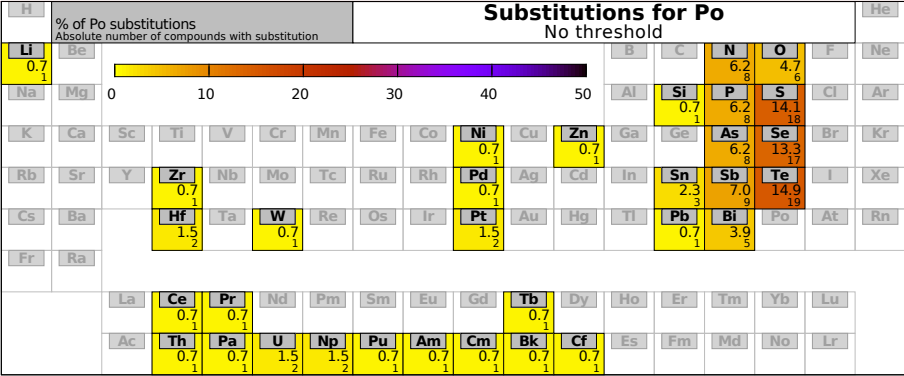 H
% of Po substitutions
Absolute number of compounds with substitution
Substitutions for Po
No threshold
He
Li Be B C N O F Ne
0.7 6.2 4.7
1 8 6
0 10 20 30 40 50
Na Mg Al Si P S Cl Ar
0.7 6.2 14.1
1 8 18
K Ca Sc Ti V Cr Mn Fe Co Ni Cu Zn Ga Ge As Se Br Kr
0.7 0.7 6.2 13.3
1 1 8 17
Rb Sr Y Zr Nb Mo Tc Ru Rh Pd Ag Cd In Sn Sb Te I Xe
0.7 0.7 2.3 7.0 14.9
1 1 3 9 19
Cs Ba Hf Ta W Re Os Ir Pt Au Hg Tl Pb Bi Po At Rn
1.5 0.7 1.5 0.7 3.9
2 1 2 1 5
Fr Ra
La Ce Pr Nd Pm Sm Eu Gd Tb Dy Ho Er Tm Yb Lu
0.7 0.7 0.7
1 1 1
Ac Th Pa U Np Pu Am Cm Bk Cf Es Fm Md No Lr
0.7 0.7 1.5 1.5 0.7 0.7 0.7 0.7 0.7
1 1 2 2 1 1 1 1 1